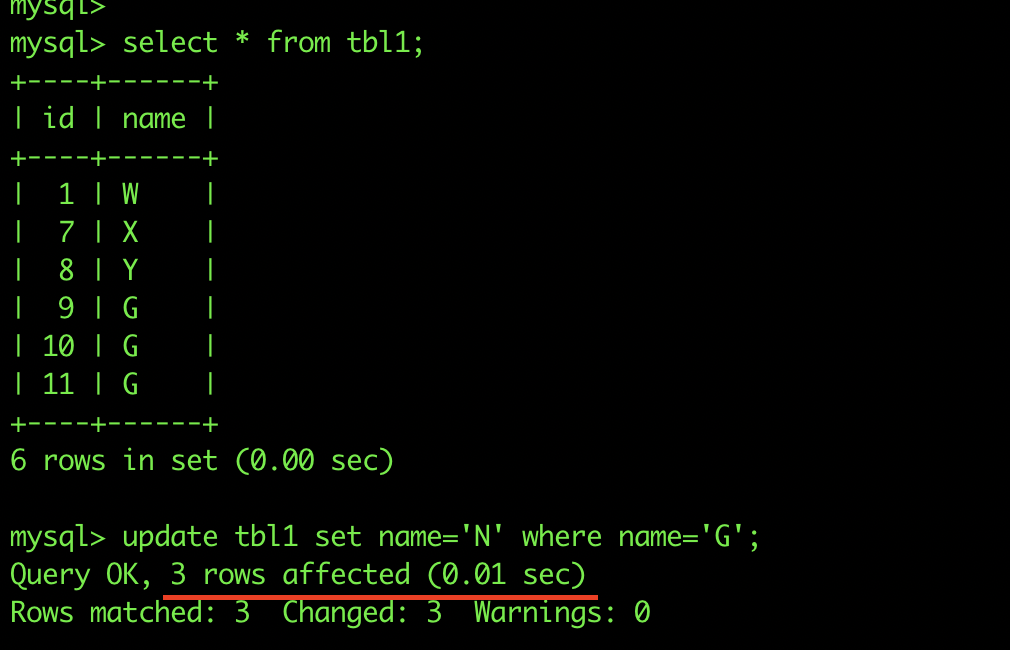 mysql>
mysql> select * from tbl1;
+----+------+
| id | name |
+----+------+
|  1 | W    |
|  7 | X    |
|  8 | Y    |
|  9 | G    |
| 10 | G    |
| 11 | G    |
+----+------+
6 rows in set (0.00 sec)
mysql> update tbl1 set name='N' where name='G';
Query OK, 3 rows affected (0.01 sec)
Rows matched: 3  Changed: 3  Warnings: 0